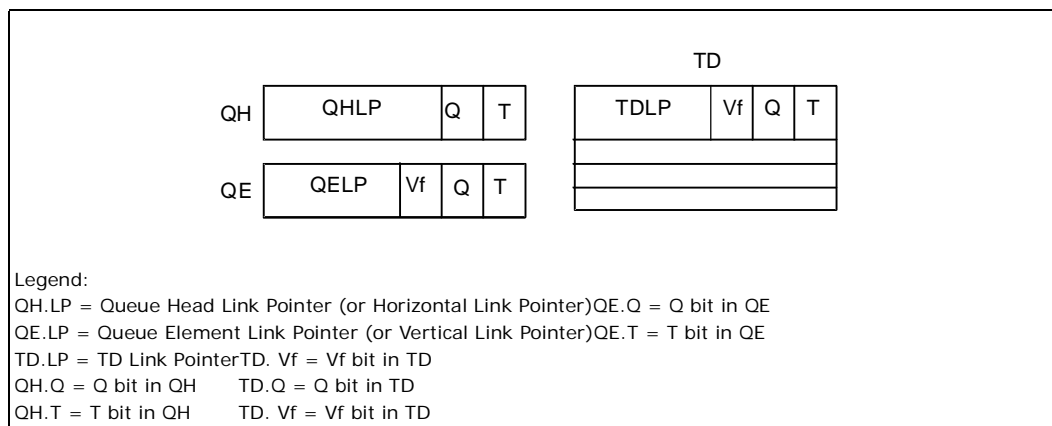 TD
QH QHLP Q T TDLP Vf Q T
QE QELP Vf Q T
Legend:
QH.LP = Queue Head Link Pointer (or Horizontal Link Pointer)QE.Q = Q bit in QE
QE.LP = Queue Element Link Pointer (or Vertical Link Pointer)QE.T = T bit in QE
TD.LP = TD Link PointerTD. Vf = Vf bit in TD
QH.Q = Q bit in QH TD.Q = Q bit in TD
QH.T = T bit in QH TD. Vf = Vf bit in TD